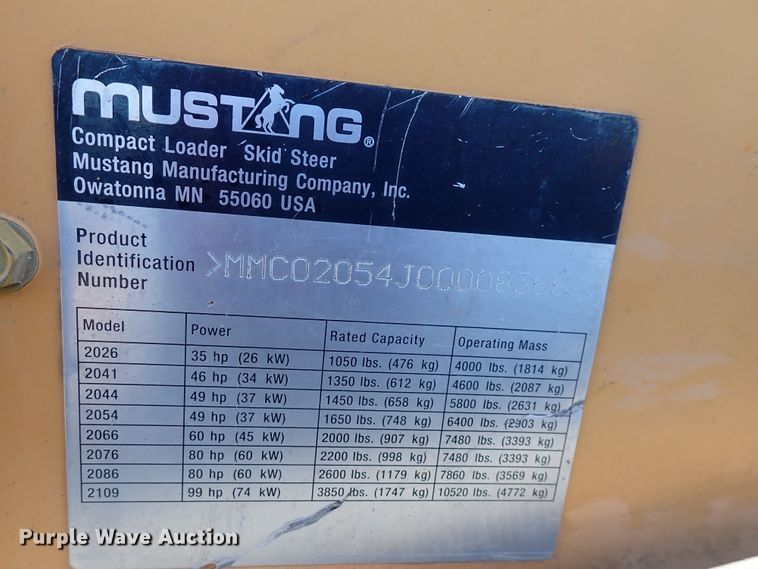 MUSTANG®
Compact Loader Skid Steer
Mustang Manufacturing Company, Inc.
Owatonna MN 55060 USA
Product
Identification
Number
Model Power Rated Capacity Operating Mass
2026 35 hp (26 kW) 1050 lbs. (476 kg) 4000 lbs. (1814 kg)
2041 46 hp (34 kW) 1350 lbs. (612 kg) 4600 lbs. (2087 kg)
2044 49 hp (37 kW) 1450 lbs. (658 kg) 5800 lbs. (2631 kg)
2054 49 hp (37 kW) 1650 lbs. (748 kg) 6400 lbs. (2903 kg)
2066 60 hp (45 kW) 2000 lbs. (907 kg) 7480 lbs. (3393 kg)
2076 80 hp (60 kW) 2200 lbs. (998 kg) 7480 lbs. (3393 kg)
2086 80 hp (60 kW) 2600 lbs. (1179 kg) 7860 lbs. (3569 kg)
2109 99 hp (74 kW) 3850 lbs. (1747 kg) 10520 lbs. (4772 kg)
Purple Wave Auction